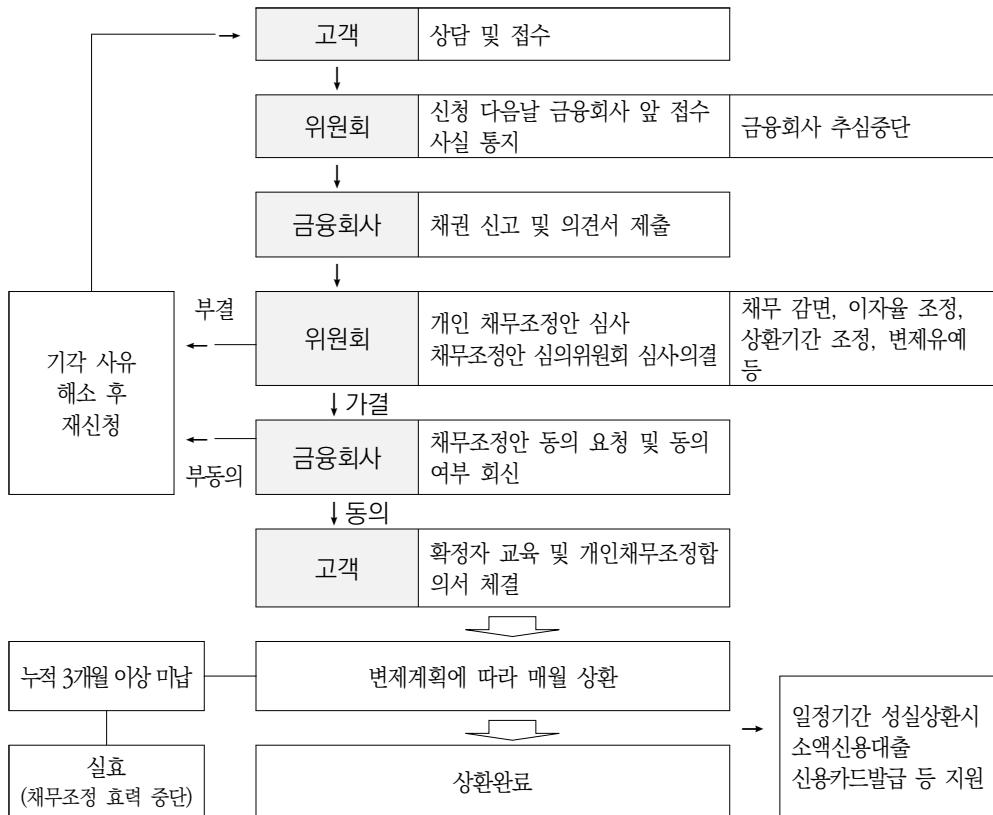 고객
상담 및 접수
위원회
신청 다음날 금융회사 앞 접수
사실 통지
금융회사 추심중단
금융회사
채권 신고 및 의견서 제출
부결
위원회
개인 채무조정안 심사
채무조정안 심의위원회 심사·의결
채무 감면, 이자율 조정,
상환기간 조정, 변제유예
등
기각 사유
해소 후
재신청
가결
부동의
금융회사
채무조정안 동의 요청 및 동의
여부 회신
동의
고객
확정자 교육 및 개인채무조정합
의서 체결
누적 3개월 이상 미납
변제계획에 따라 매월 상환
일정기간 성실상환시
소액신용대출
신용카드발급 등 지원
실효
(채무조정 효력 중단)
상환완료